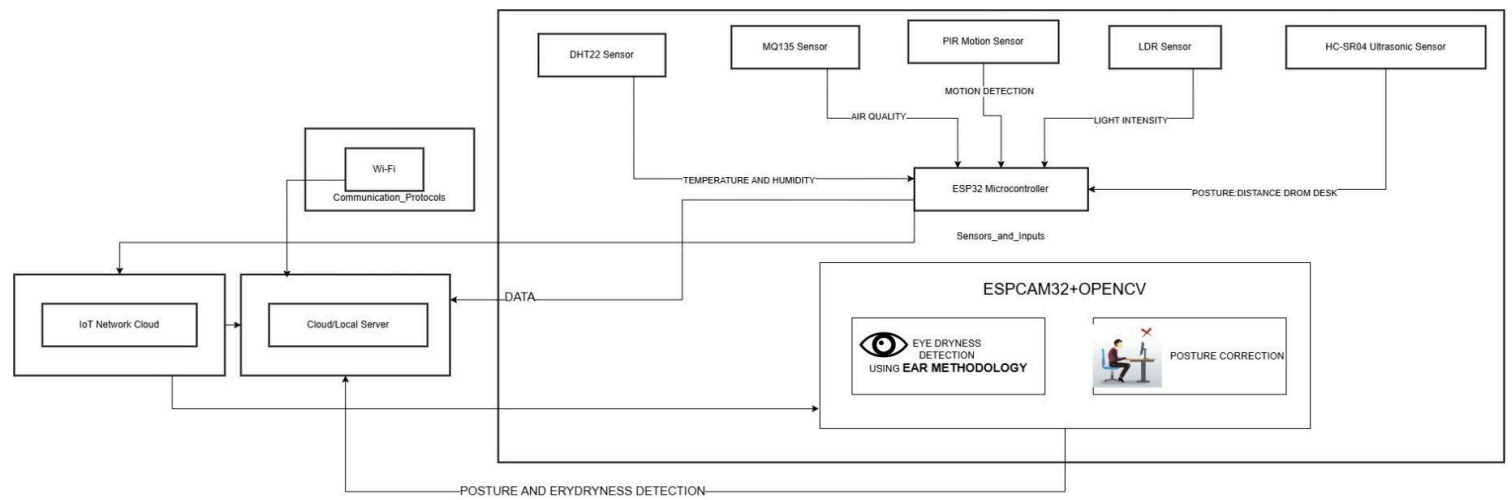 DHT22 Sensor
MQ135 Sensor
PIR Motion Sensor
LDR Sensor
HC-SR04 Ultrasonic Sensor
MOTION DETECTION
AIR QUALITY
LIGHT INTENSITY
Wi-Fi
Communication_Protocols
TEMPERATURE AND HUMIDITY
ESP32 Microcontroller
POSTURE:DISTANCE DROM DESK
Sensors_and_Inputs
DATA
IoT Network Cloud
Cloud/Local Server
ESPCAM32+OPENCV
EYE DRYNESS
DETECTION
USING EAR METHODOLOGY
POSTURE CORRECTION
POSTURE AND ERYDRYNESS DETECTION